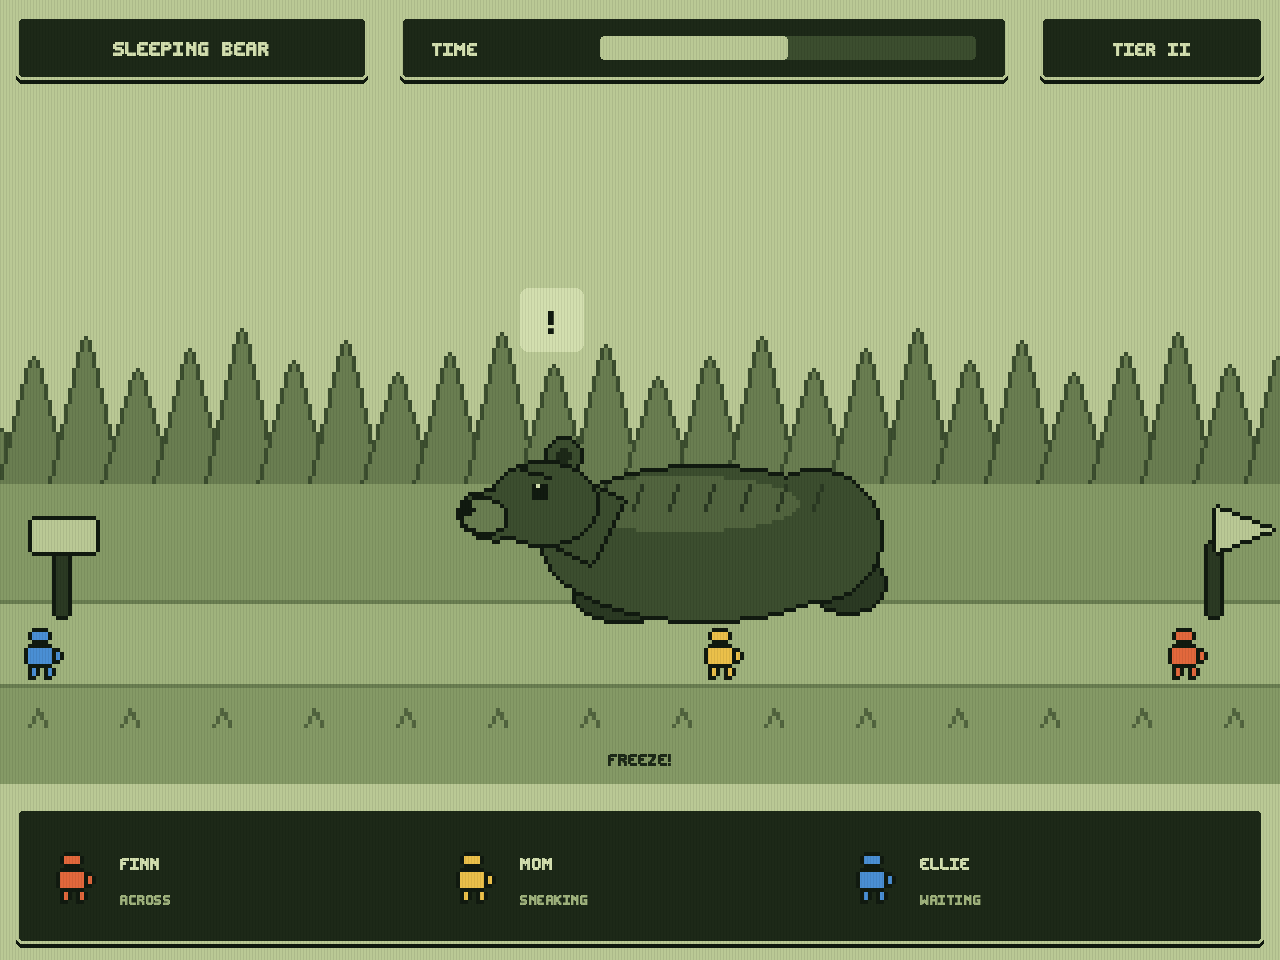 SLEEPING BEAR
TIME
TIER II
!
FREEZE!
FINN
ACROSS
MOM
SNEAKING
ELLIE
WAITING